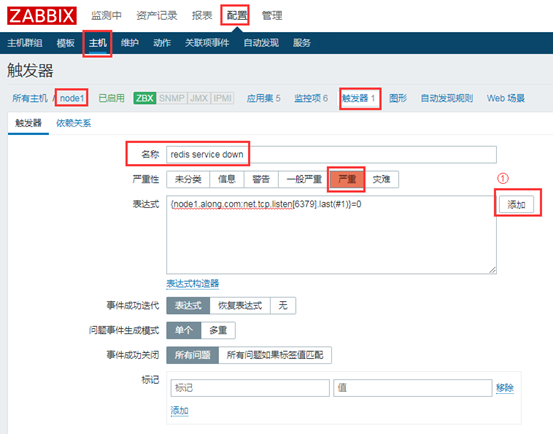 ZABBIX 监测中 资产记录 报表 配置 管理
主机群组 模板 主机 维护 动作 关联项事件 自动发现 服务
触发器
所有主机 / node1 已启用 ZBX SNMP JMX IPMI 应用集 5 监控项 6 触发器 1 图形 自动发现规则 Web 场景
触发器 依赖关系
名称 redis service down
严重性 未分类 信息 警告 一般严重 严重 灾难
①
表达式 {node1.along.com:net.tcp.listen[6379].last(#1)}=0 添加
表达式构造器
事件成功迭代 表达式 恢复表达式 无
问题事件生成模式 单个 多重
事件成功关闭 所有问题 所有问题如果标签值匹配
标记 标记 值 移除
添加